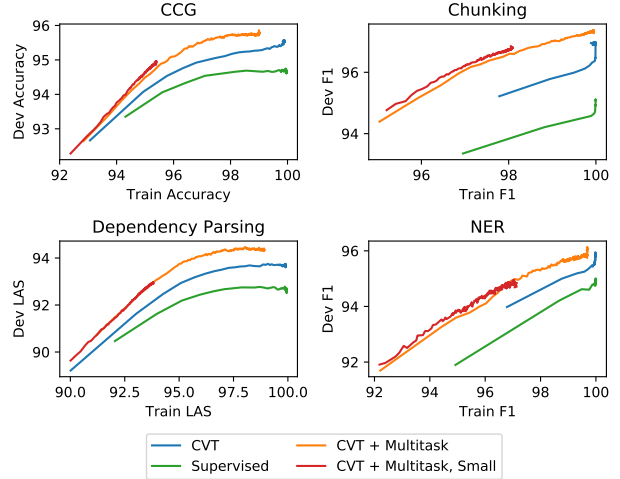 CCG
Chunking
96
95
94
93
Dev Accuracy
92 94 96 98 100
Train Accuracy
96
94
Dev F1
96 98 100
Train F1
Dependency Parsing
NER
94
92
90
Dev LAS
90.0 92.5 95.0 97.5 100.0
Train LAS
96
94
92
Dev F1
92 94 96 98 100
Train F1
CVT
CVT + Multitask
Supervised
CVT + Multitask, Small